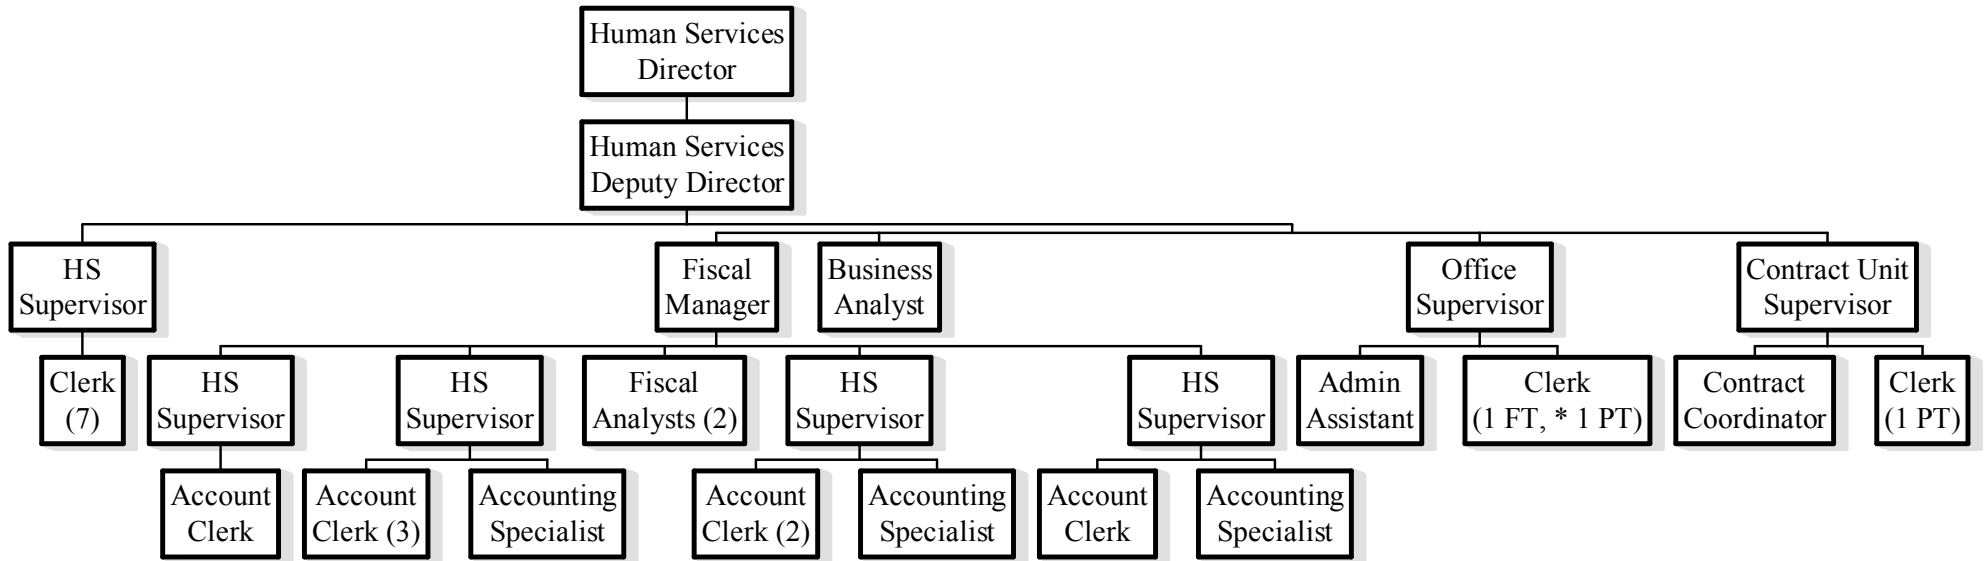 Human Services
Director
Human Services
Deputy Director
HS
Supervisor
Fiscal
Manager
Business
Analyst
Office
Supervisor
Contract Unit
Supervisor
Clerk
(7)
HS
Supervisor
HS
Supervisor
Fiscal
Analysts (2)
HS
Supervisor
HS
Supervisor
Admin
Assistant
Clerk
(1 FT, * 1 PT)
Contract
Coordinator
Clerk
(1 PT)
Account
Clerk
Account
Clerk (3)
Accounting
Specialist
Account
Clerk (2)
Accounting
Specialist
Account
Clerk
Accounting
Specialist